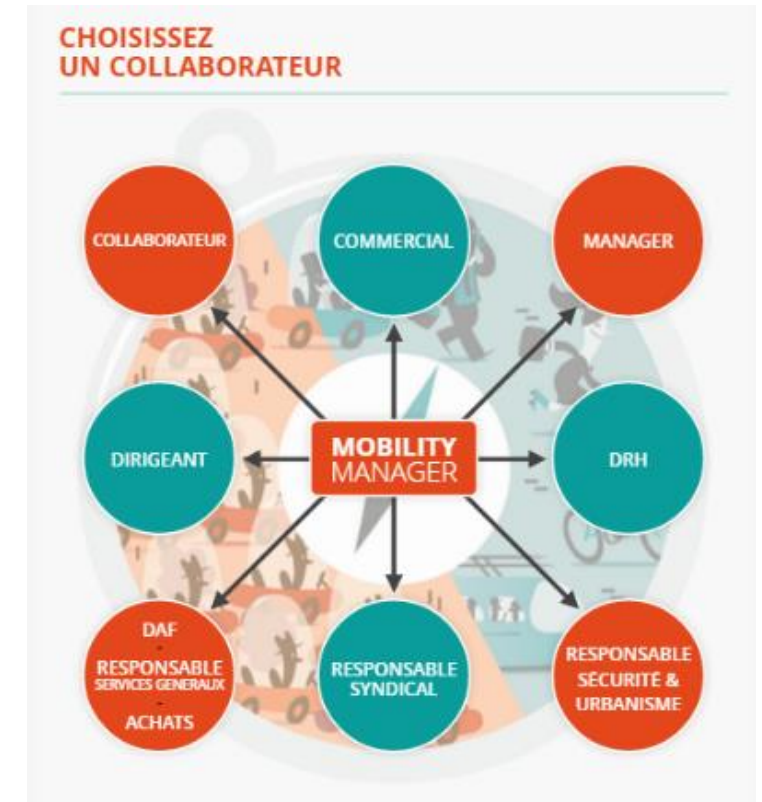 CHOISISSEZ
UN COLLABORATEUR
COLLABORATEUR
COMMERCIAL
MANAGER
DIRIGEANT
MOBILITY
MANAGER
DRH
DAF
-
RESPONSABLE
SERVICES GENERAUX
-
ACHATS
RESPONSABLE
SYNDICAL
RESPONSABLE
SÉCURITÉ &
URBANISME